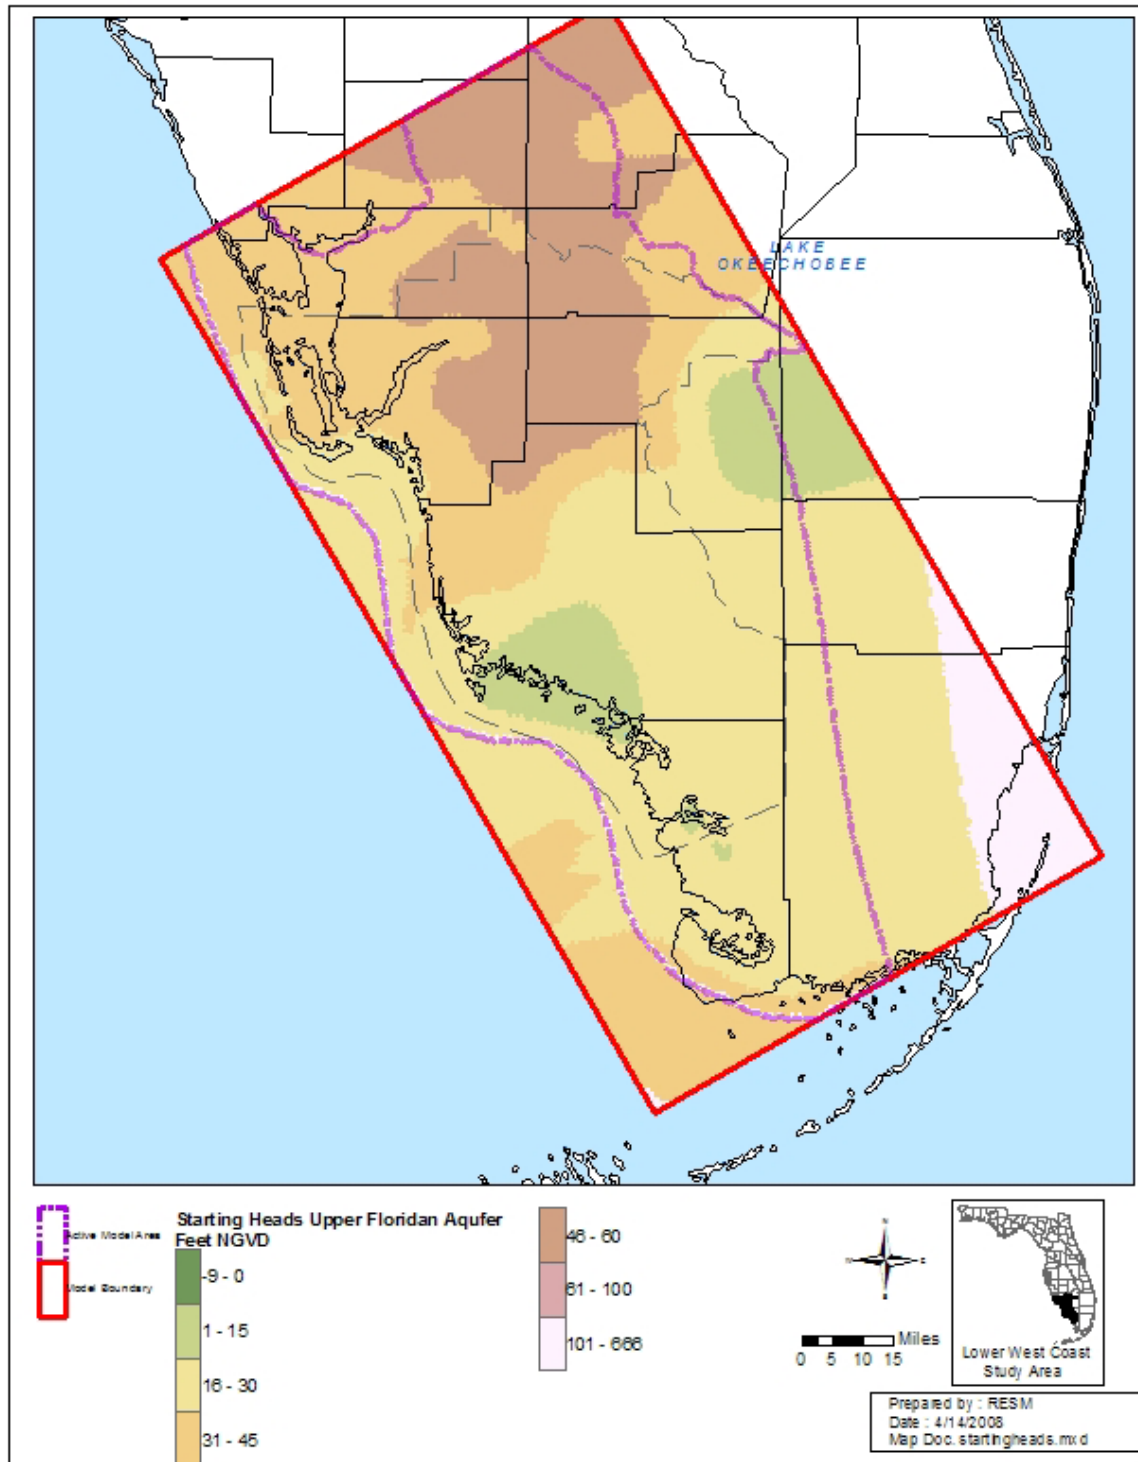 LAKE
OKEECHOBEE
Active Model Area
Model Boundary
Starting Heads Upper Floridan Aqufer
Feet NGVD
-9 - 0
1 - 15
16 - 30
31 - 45
46 - 60
61 - 100
101 - 666
N
E
S
Miles
0 5 10 15
Lower West Coast
Study Area
Prepared by : RESM
Date : 4/14/2008
Map Doc. startingheads.mxd